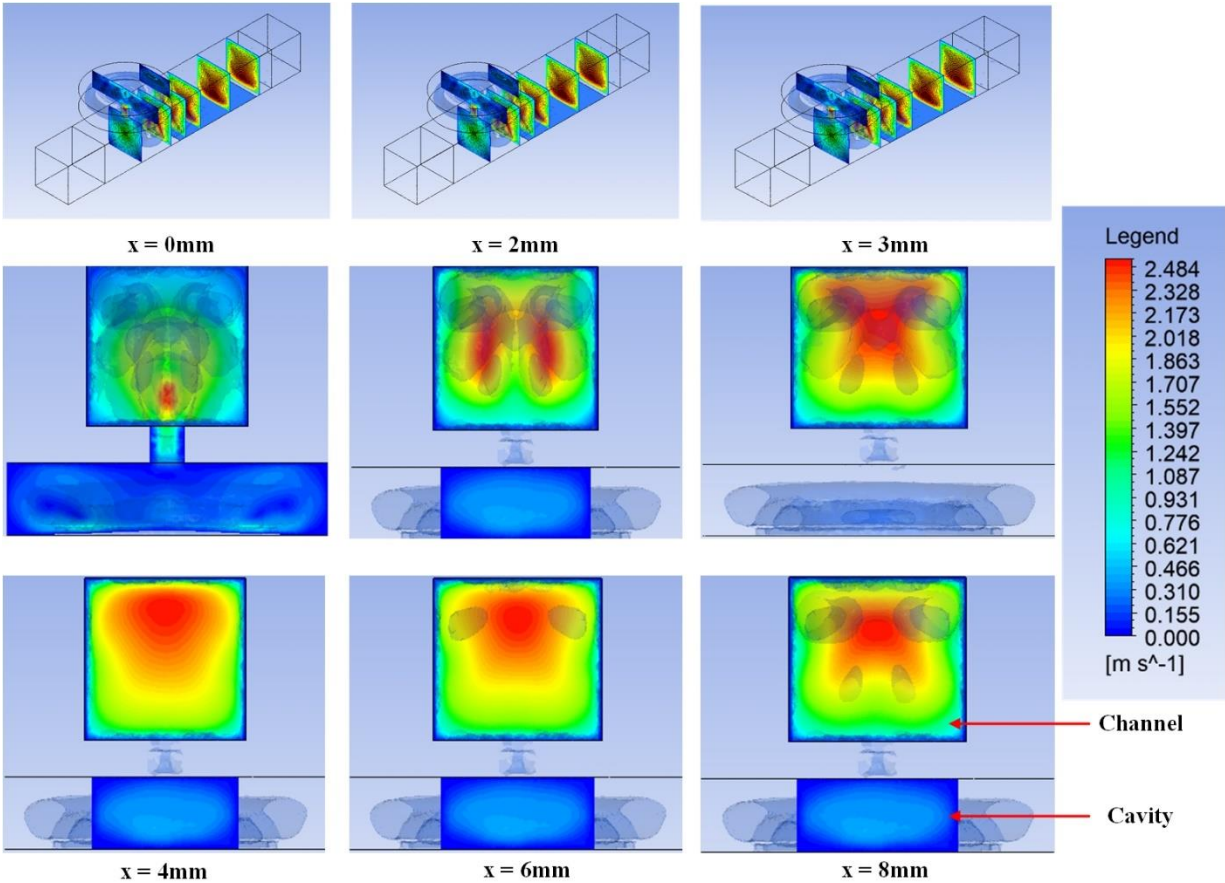 x = 0mm
x = 2mm
x = 3mm
Legend
2.484
2.328
2.173
2.018
1.863
1.707
1.552
1.397
1.242
1.087
0.931
0.776
0.621
0.466
0.310
0.155
0.000
[m s^-1]
Channel
Cavity
x = 4mm
x = 6mm
x = 8mm